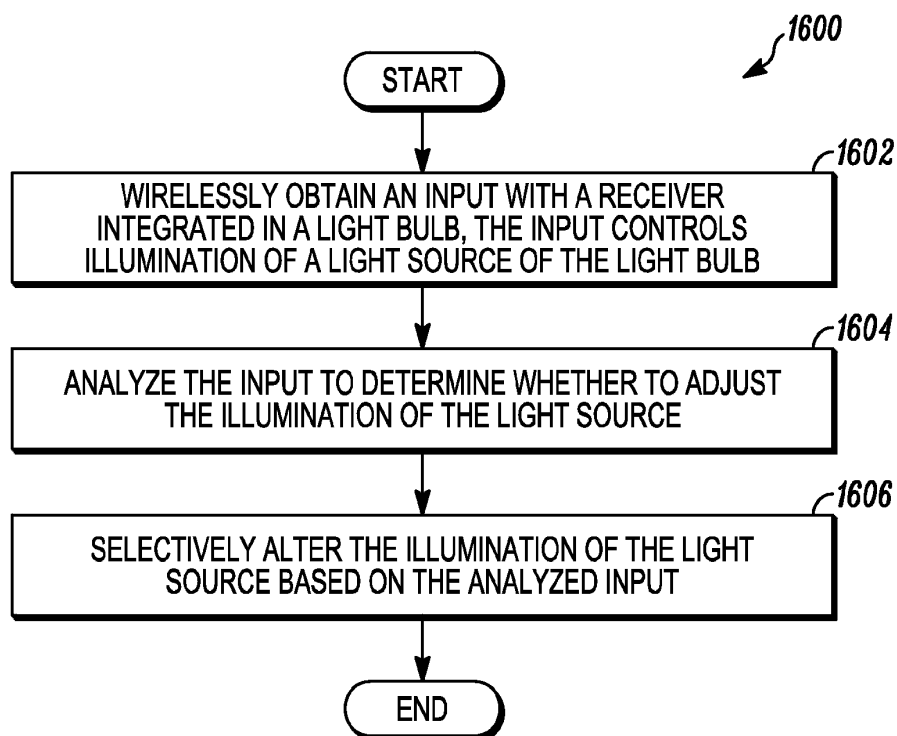 1600
START
1602
WIRELESSLY OBTAIN AN INPUT WITH A RECEIVER
INTEGRATED IN A LIGHT BULB, THE INPUT CONTROLS
ILLUMINATION OF A LIGHT SOURCE OF THE LIGHT BULB
1604
ANALYZE THE INPUT TO DETERMINE WHETHER TO ADJUST
THE ILLUMINATION OF THE LIGHT SOURCE
1606
SELECTIVELY ALTER THE ILLUMINATION OF THE LIGHT
SOURCE BASED ON THE ANALYZED INPUT
END